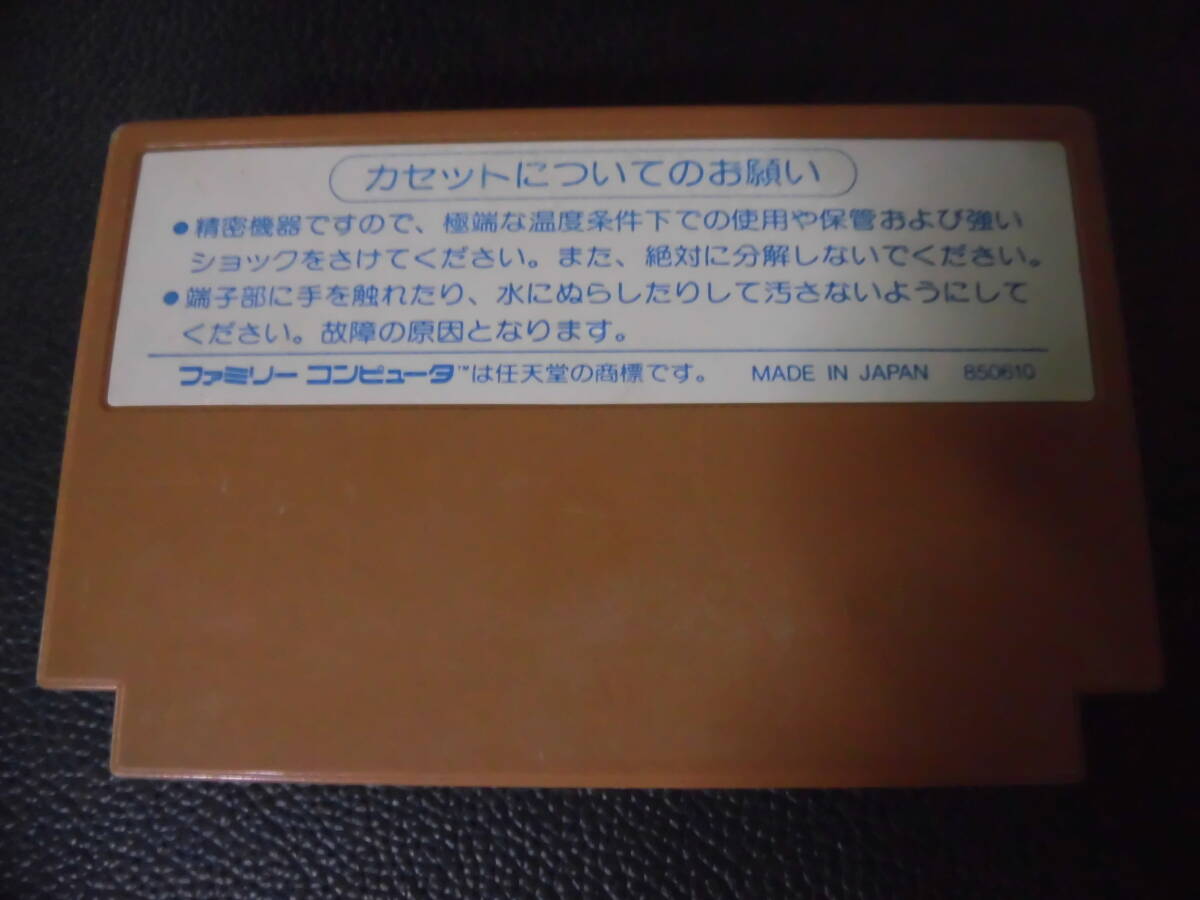 カセットについてのお願い
●精密機器ですので、極端な温度条件下での使用や保管および強い
ショックをさけてください。また、絶対に分解しないでください。
●端子部に手を触れたり、水にぬらしたりして汚さないようにして
ください。故障の原因となります。
ファミリー コンピュータ™は任天堂の商標です。 MADE IN JAPAN 850610